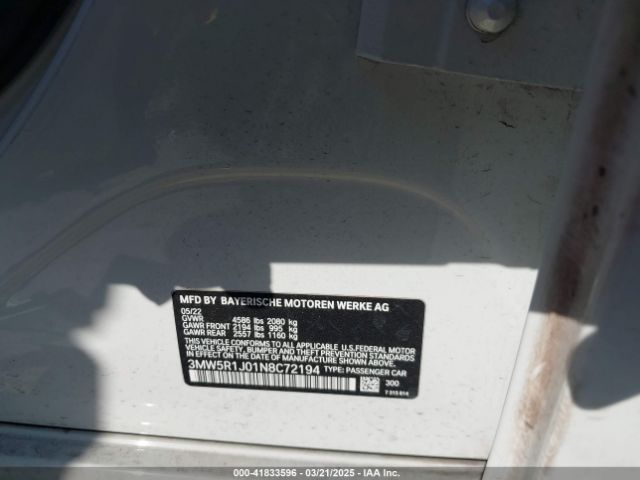 MFD BY BAYERISCHE MOTOREN WERKE AG
05/22
GVWR 4586 lbs 2080 kg
GAWR FRONT 2194 lbs 995 kg
GAWR REAR 2557 lbs 1160 kg
THIS VEHICLE CONFORMS TO ALL APPLICABLE U.S.FEDERAL MOTOR
VEHICLE SAFETY, BUMPER AND THEFT PREVENTION STANDARDS
IN EFFECT ON THE DATE OF MANUFACTURE SHOWN ABOVE.
3MW5R1J01N8C72194 TYPE: PASSENGER CAR
300
000-41833596 - 03/21/2025 - IAA Inc.